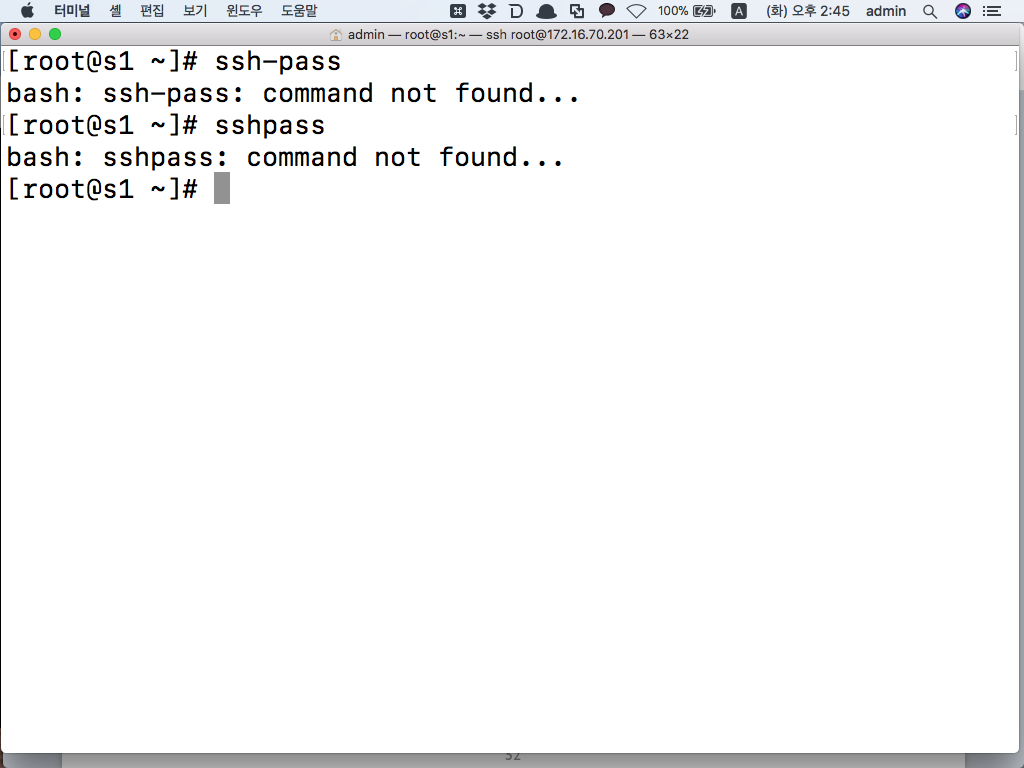 터미널 셸 편집 보기 윈도우 도움말 100% A (화) 오후 2:45 admin
admin — root@s1:~ — ssh root@172.16.70.201 — 63×22
[root@s1 ~]# ssh-pass
bash: ssh-pass: command not found...
[root@s1 ~]# sshpass
bash: sshpass: command not found...
[root@s1 ~]#
52